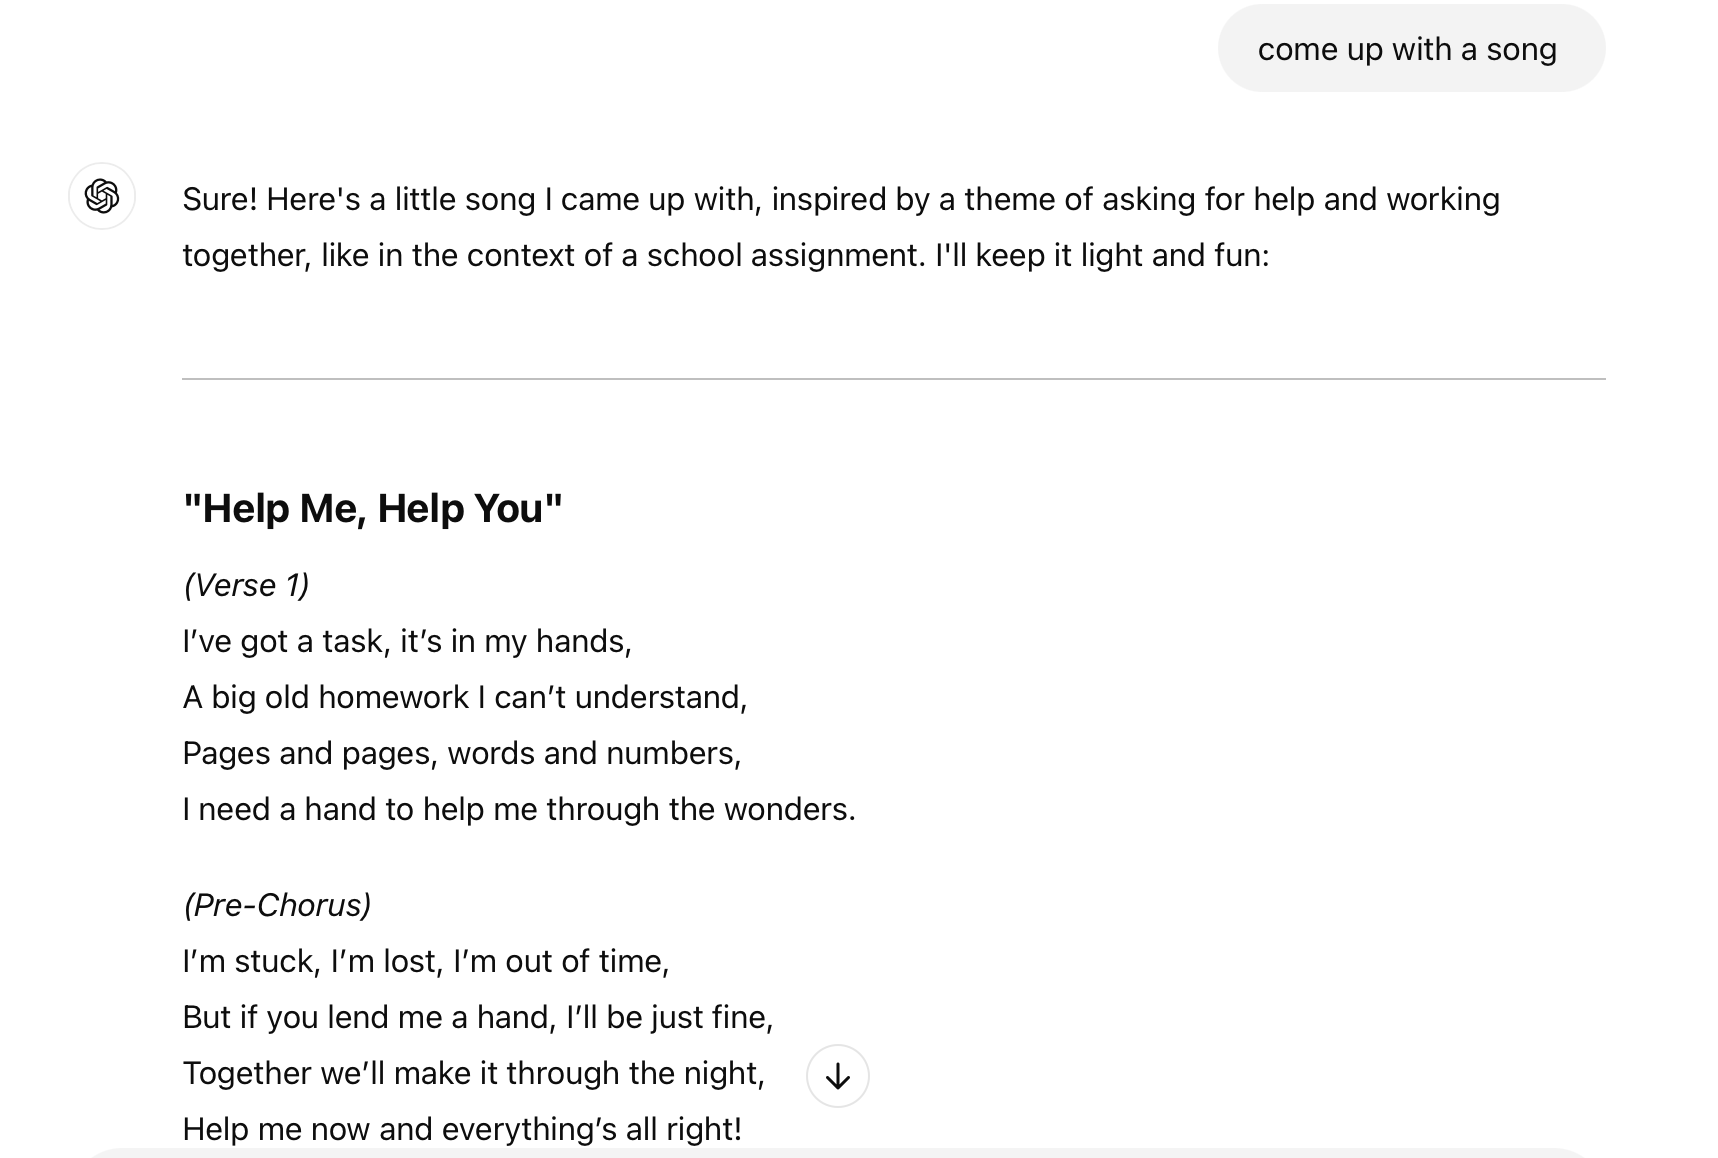 come up with a song
Sure! Here's a little song I came up with, inspired by a theme of asking for help and working
together, like in the context of a school assignment. I'll keep it light and fun:
"Help Me, Help You"
(Verse 1)
I’ve got a task, it’s in my hands,
A big old homework I can’t understand,
Pages and pages, words and numbers,
I need a hand to help me through the wonders.
(Pre-Chorus)
I’m stuck, I’m lost, I’m out of time,
But if you lend me a hand, I’ll be just fine,
Together we’ll make it through the night,
Help me now and everything’s all right!